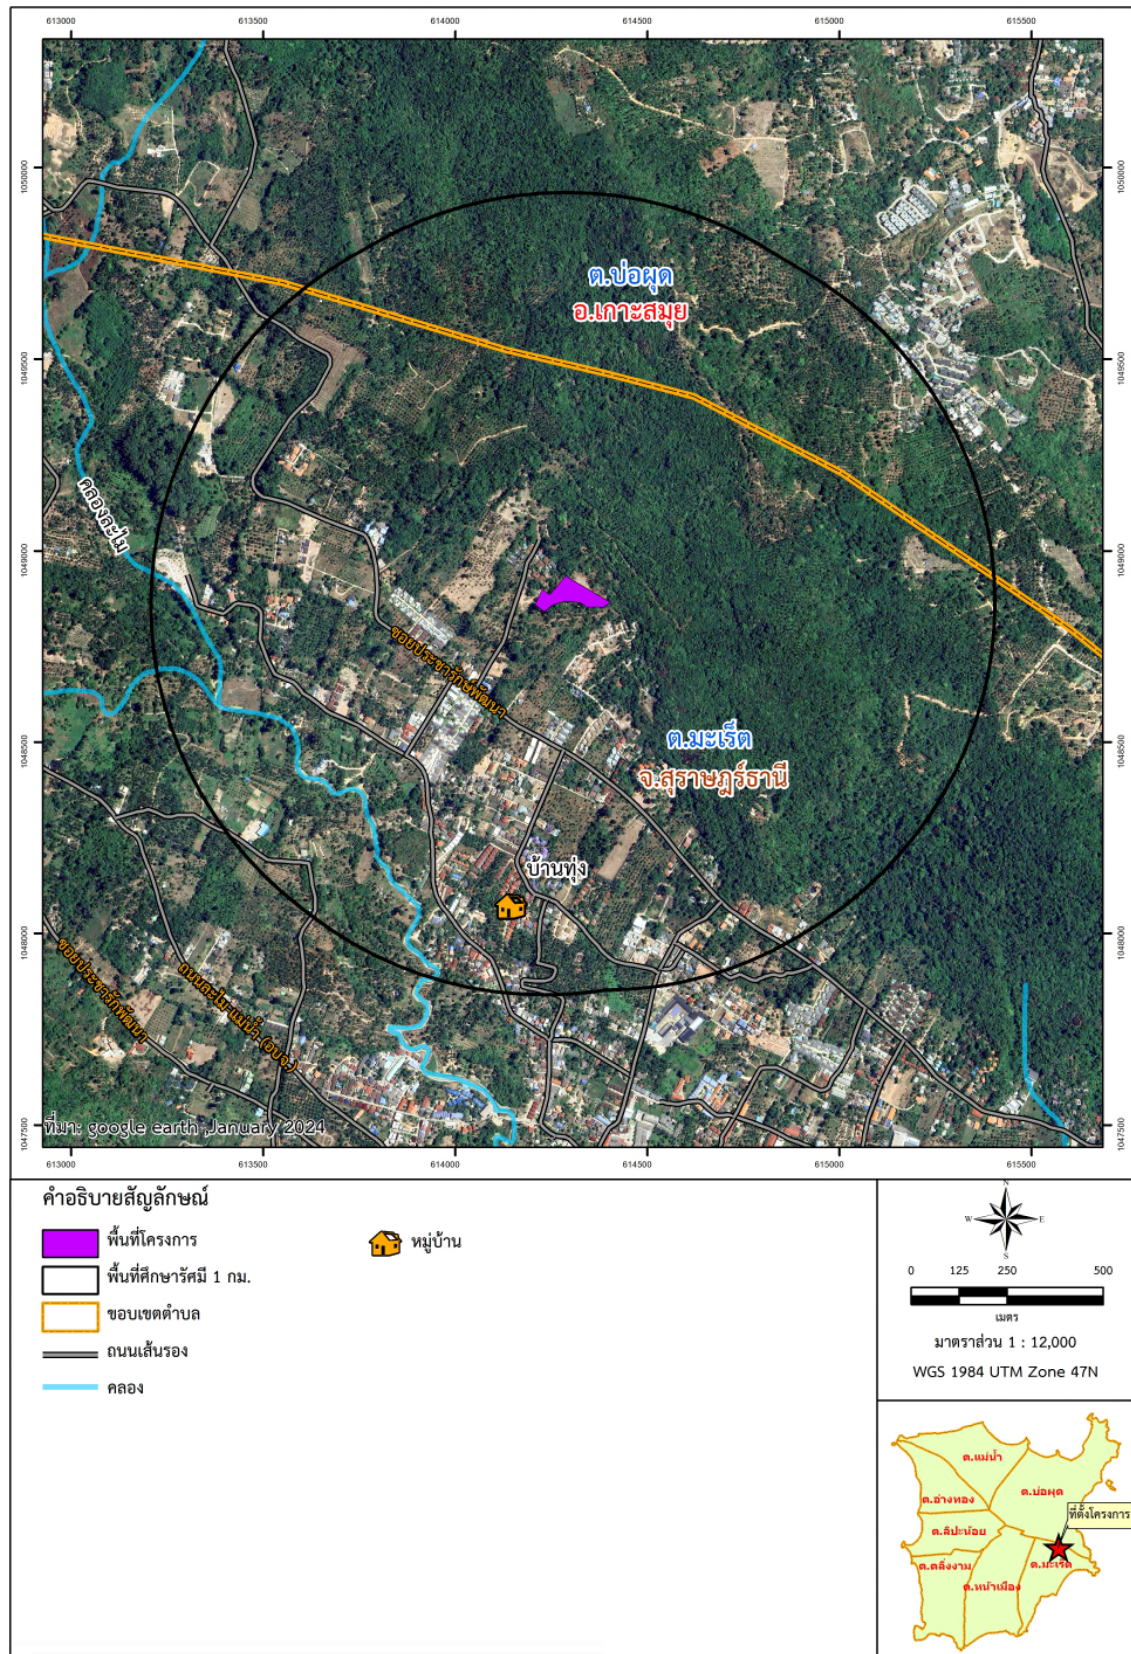 613000 613500 614000 614500 615000 615500
1050000 1050000
ต.บ่อผุด
อ.เกาะสมุย
1049500 1049500
คลองละไม
1049000 1049000
ซอยประชารักษ์พัฒนา
1048500 1048500
ต.มะเร็ต
จ.สุราษฎร์ธานี
บ้านทุ่ง
1048000 1048000
ซอยประชารักพัฒนา
ถนนละไม-แม่น้ำ (อบจ.)
1047500 1047500
ที่มา: google earth ,January 2024
613000 613500 614000 614500 615000 615500
คำอธิบายสัญลักษณ์
พื้นที่โครงการ
หมู่บ้าน
พื้นที่ศึกษารัศมี 1 กม.
ขอบเขตตำบล
ถนนเส้นรอง
คลอง
N
W E
S
0 125 250 500
เมตร
มาตราส่วน 1 : 12,000
WGS 1984 UTM Zone 47N
ต.แม่น้ำ
ต.บ่อผุด
ต.อ่างทอง
ที่ตั้งโครงการ
ต.ลิปะน้อย
ต.ตลิ่งงาม
ต.มะเร็ต
ต.หน้าเมือง